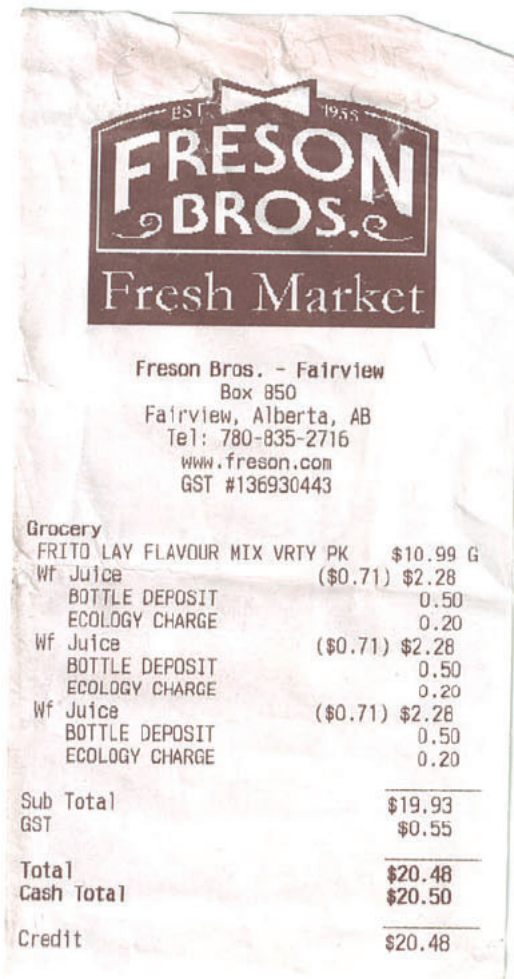 EST. 1955
FRESON
BROS.
Fresh Market
Freson Bros. - Fairview
Box 850
Fairview, Alberta, AB
Tel: 780-835-2716
www.freson.com
GST #136930443
Grocery
FRITO LAY FLAVOUR MIX VRTY PK $10.99 G
Wf Juice ($0.71) $2.28
BOTTLE DEPOSIT 0.50
ECOLOGY CHARGE 0.20
Wf Juice ($0.71) $2.28
BOTTLE DEPOSIT 0.50
ECOLOGY CHARGE 0.20
Wf Juice ($0.71) $2.28
BOTTLE DEPOSIT 0.50
ECOLOGY CHARGE 0.20
Sub Total $19.93
GST $0.55
Total $20.48
Cash Total $20.50
Credit $20.48